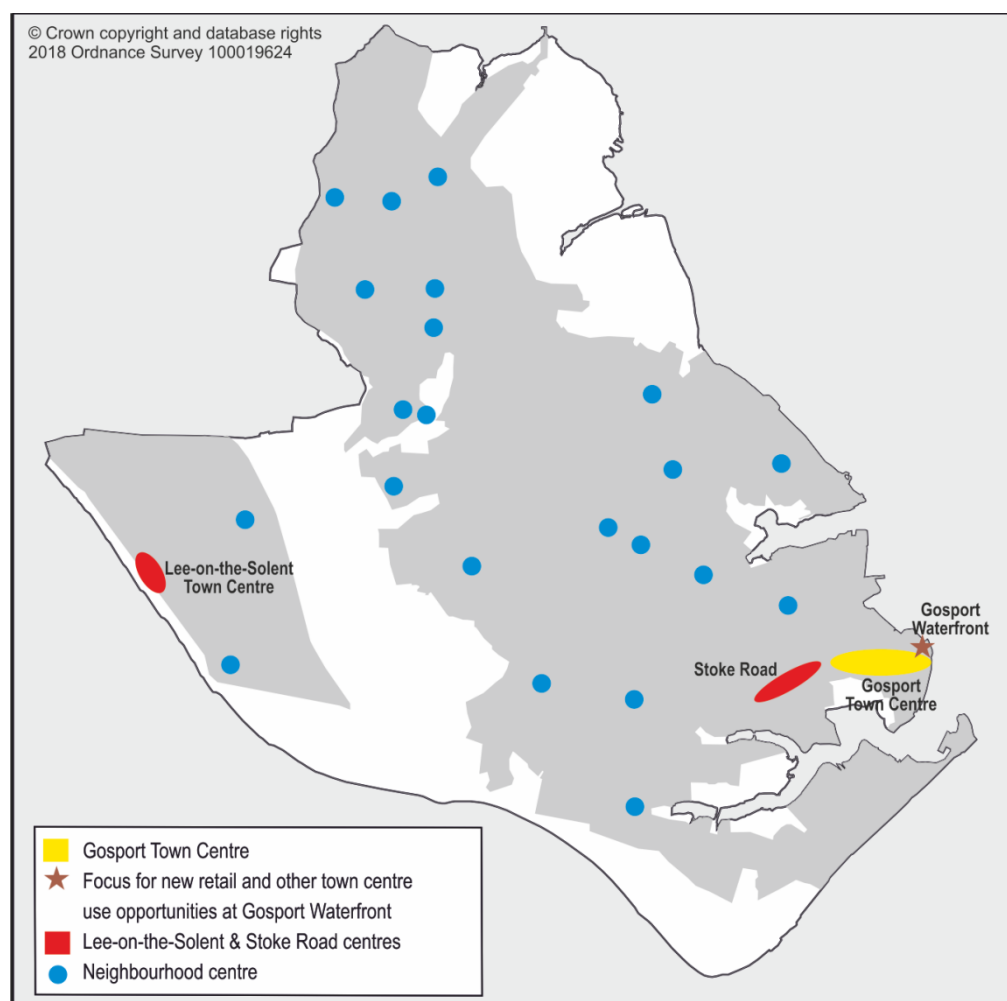 © Crown copyright and database rights
2018 Ordnance Survey 100019624
Lee-on-the-Solent
Town Centre
Gosport
Waterfront
Stoke Road
Gosport
Town Centre
Gosport Town Centre
Focus for new retail and other town centre
use opportunities at Gosport Waterfront
Lee-on-the-Solent & Stoke Road centres
Neighbourhood centre